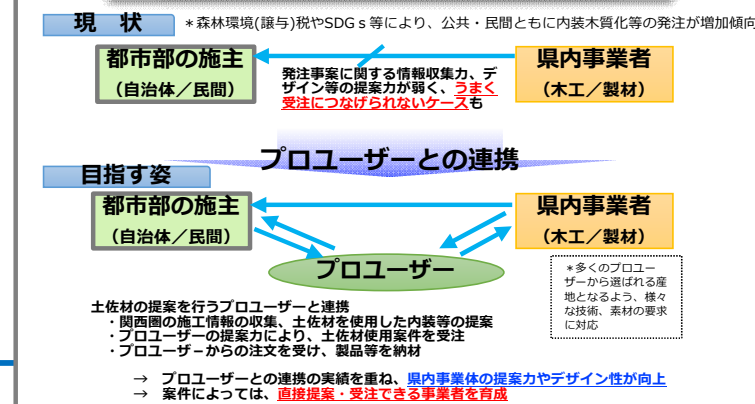 現　状
＊森林環境(譲与)税やSDGｓ等により、公共・民間ともに内装木質化等の発注が増加傾向
都市部の施主
（自治体／民間）
発注事案に関する情報収集力、デ
ザイン等の提案力が弱く、うまく
受注につなげられないケースも
県内事業者
（木工／製材）
プロユーザーとの連携
目指す姿
都市部の施主
（自治体／民間）
県内事業者
（木工／製材）
プロユーザー
＊多くのプロユー
ザーから選ばれる産
地となるよう、様々
な技術、素材の要求
に対応
土佐材の提案を行うプロユーザーと連携
・関西圏の施工情報の収集、土佐材を使用した内装等の提案
・プロユーザーの提案力により、土佐材使用案件を受注
・プロユーザーからの注文を受け、製品等を納材
→　プロユーザーとの連携の実績を重ね、県内事業体の提案力やデザイン性が向上
→　案件によっては、直接提案・受注できる事業者を育成